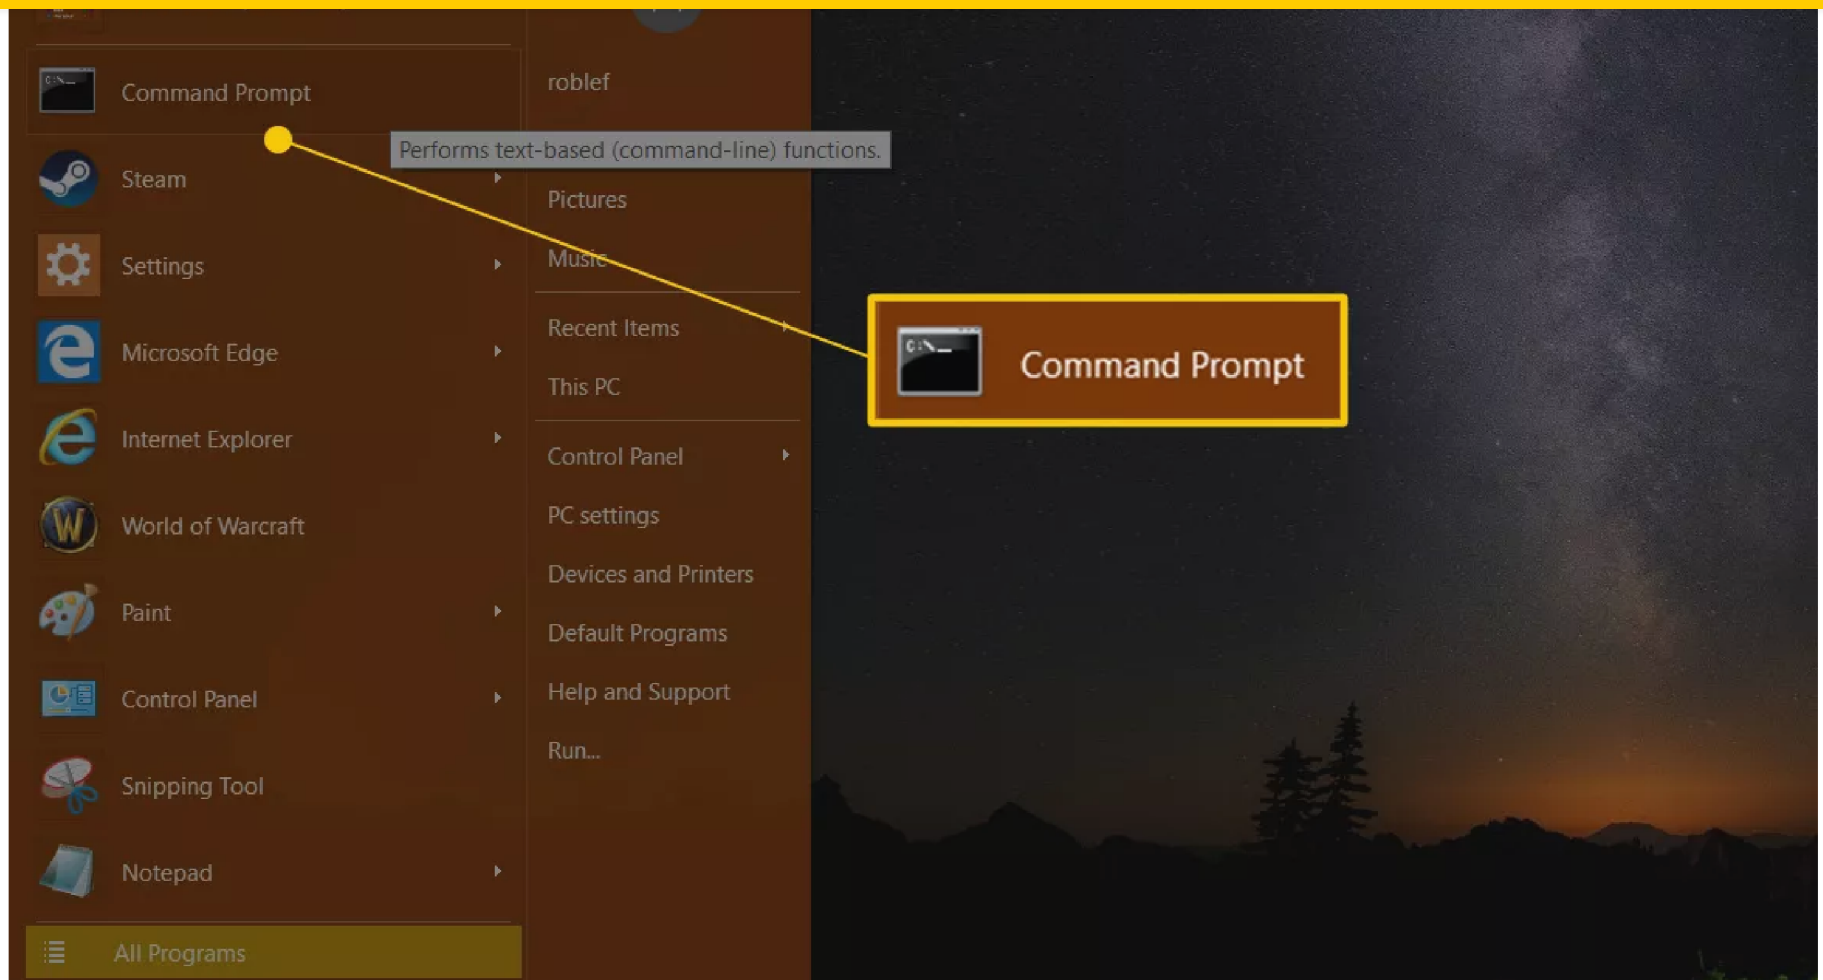 Command Prompt
Steam
Settings
Microsoft Edge
Internet Explorer
World of Warcraft
Paint
Control Panel
Snipping Tool
Notepad
All Programs
roblef
Performs text-based (command-line) functions.
Pictures
Music
Recent Items
This PC
Control Panel
PC settings
Devices and Printers
Default Programs
Help and Support
Run...
C:\_
Command Prompt